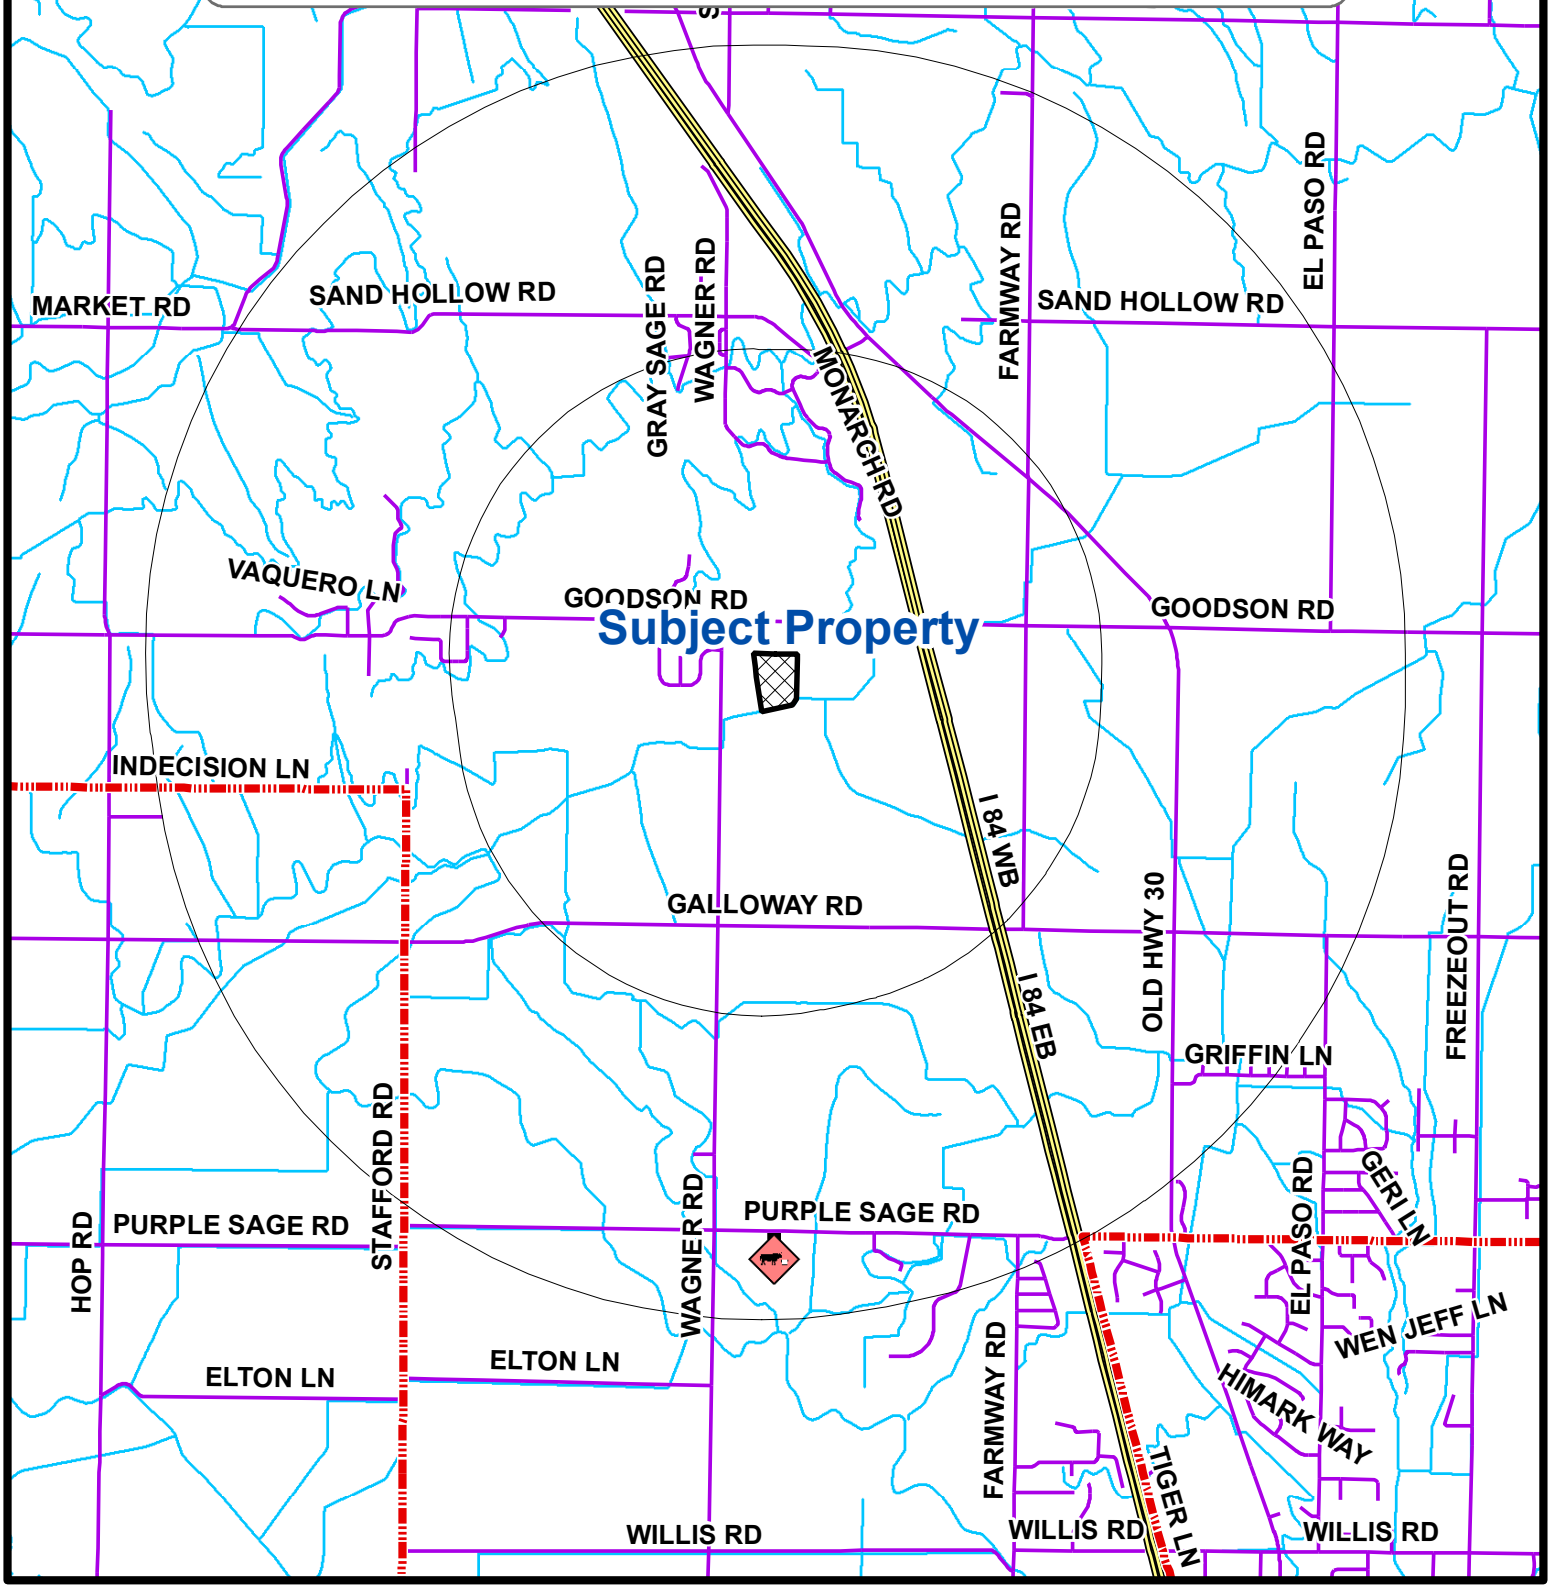 S
EL PASO RD
FARMWAY RD
GRAY SAGE RD
WAGNER RD
MARKET RD
SAND HOLLOW RD
SAND HOLLOW RD
MONARCH RD
VAQUERO LN
GOODSON RD
GOODSON RD
Subject Property
INDECISION LN
I 84 WB
GALLOWAY RD
OLD HWY 30
FREEZEOUT RD
I 84 EB
GRIFFIN LN
STAFFORD RD
HOP RD
PURPLE SAGE RD
WAGNER RD
PURPLE SAGE RD
EL PASO RD
GERI LN
WEN JEFF LN
ELTON LN
ELTON LN
FARMWAY RD
HIMARK WAY
TIGER LN
WILLIS RD
WILLIS RD
WILLIS RD